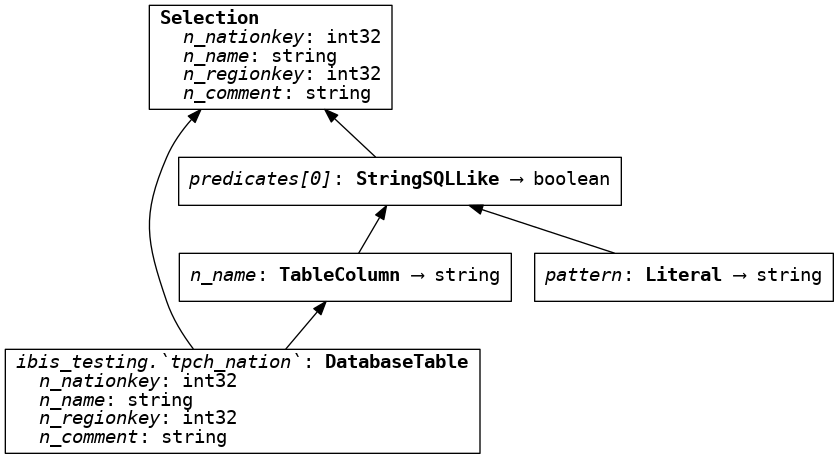 Selection
n_nationkey: int32
n_name: string
n_regionkey: int32
n_comment: string
predicates[0]: StringSQLLike → boolean
n_name: TableColumn → string
pattern: Literal → string
ibis_testing.`tpch_nation`: DatabaseTable
n_nationkey: int32
n_name: string
n_regionkey: int32
n_comment: string